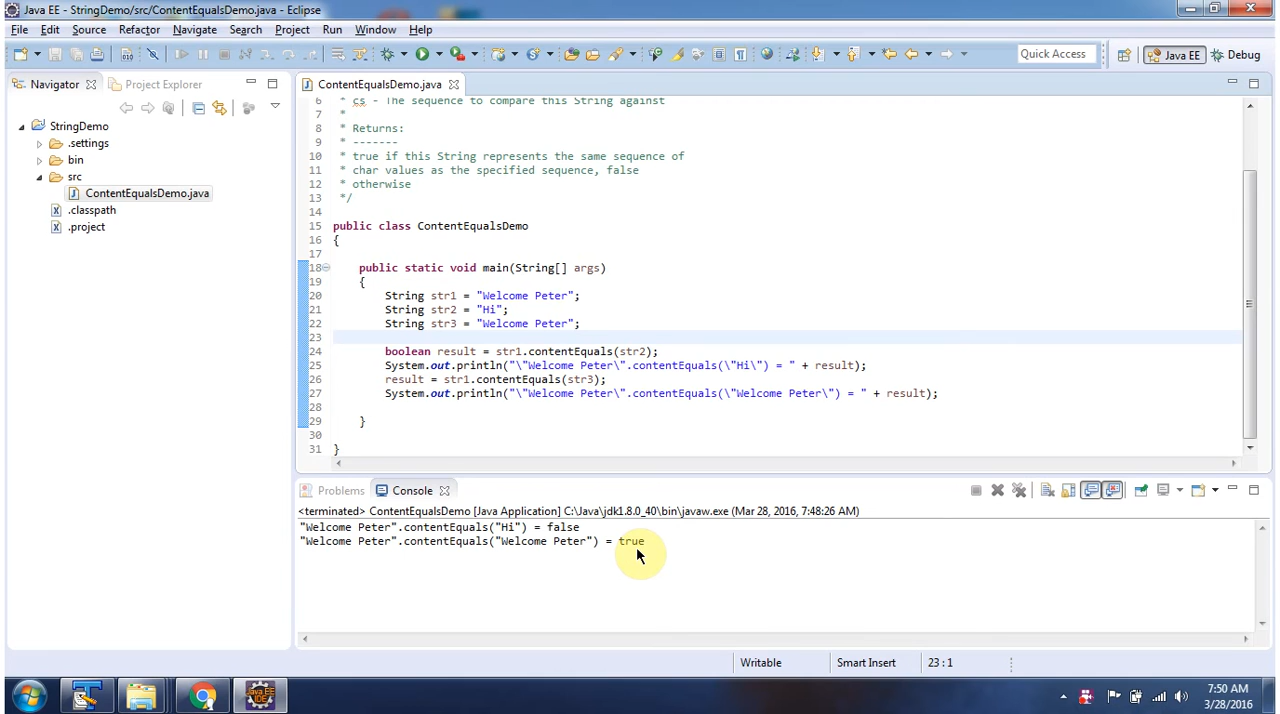 Java EE - StringDemo/src/ContentEqualsDemo.java - Eclipse
File Edit Source Refactor Navigate Search Project Run Window Help
Quick Access Java EE Debug
Navigator Project Explorer
StringDemo
.settings
bin
src
ContentEqualsDemo.java
.classpath
.project
ContentEqualsDemo.java
6 * cs - The sequence to compare this String against
7 *
8 * Returns:
9 * -------
10 * true if this String represents the same sequence of
11 * char values as the specified sequence, false
12 * otherwise
13 */
14
15 public class ContentEqualsDemo
16 {
17
18 public static void main(String[] args)
19 {
20 String str1 = "Welcome Peter";
21 String str2 = "Hi";
22 String str3 = "Welcome Peter";
23
24 boolean result = str1.contentEquals(str2);
25 System.out.println("\"Welcome Peter\".contentEquals(\"Hi\") = " + result);
26 result = str1.contentEquals(str3);
27 System.out.println("\"Welcome Peter\".contentEquals(\"Welcome Peter\") = " + result);
28
29 }
30
31 }
Problems Console
<terminated> ContentEqualsDemo [Java Application] C:\Java\jdk1.8.0_40\bin\javaw.exe (Mar 28, 2016, 7:48:26 AM)
"Welcome Peter".contentEquals("Hi") = false
"Welcome Peter".contentEquals("Welcome Peter") = true
Writable Smart Insert 23 : 1
Java EE
IDE
7:50 AM
3/28/2016